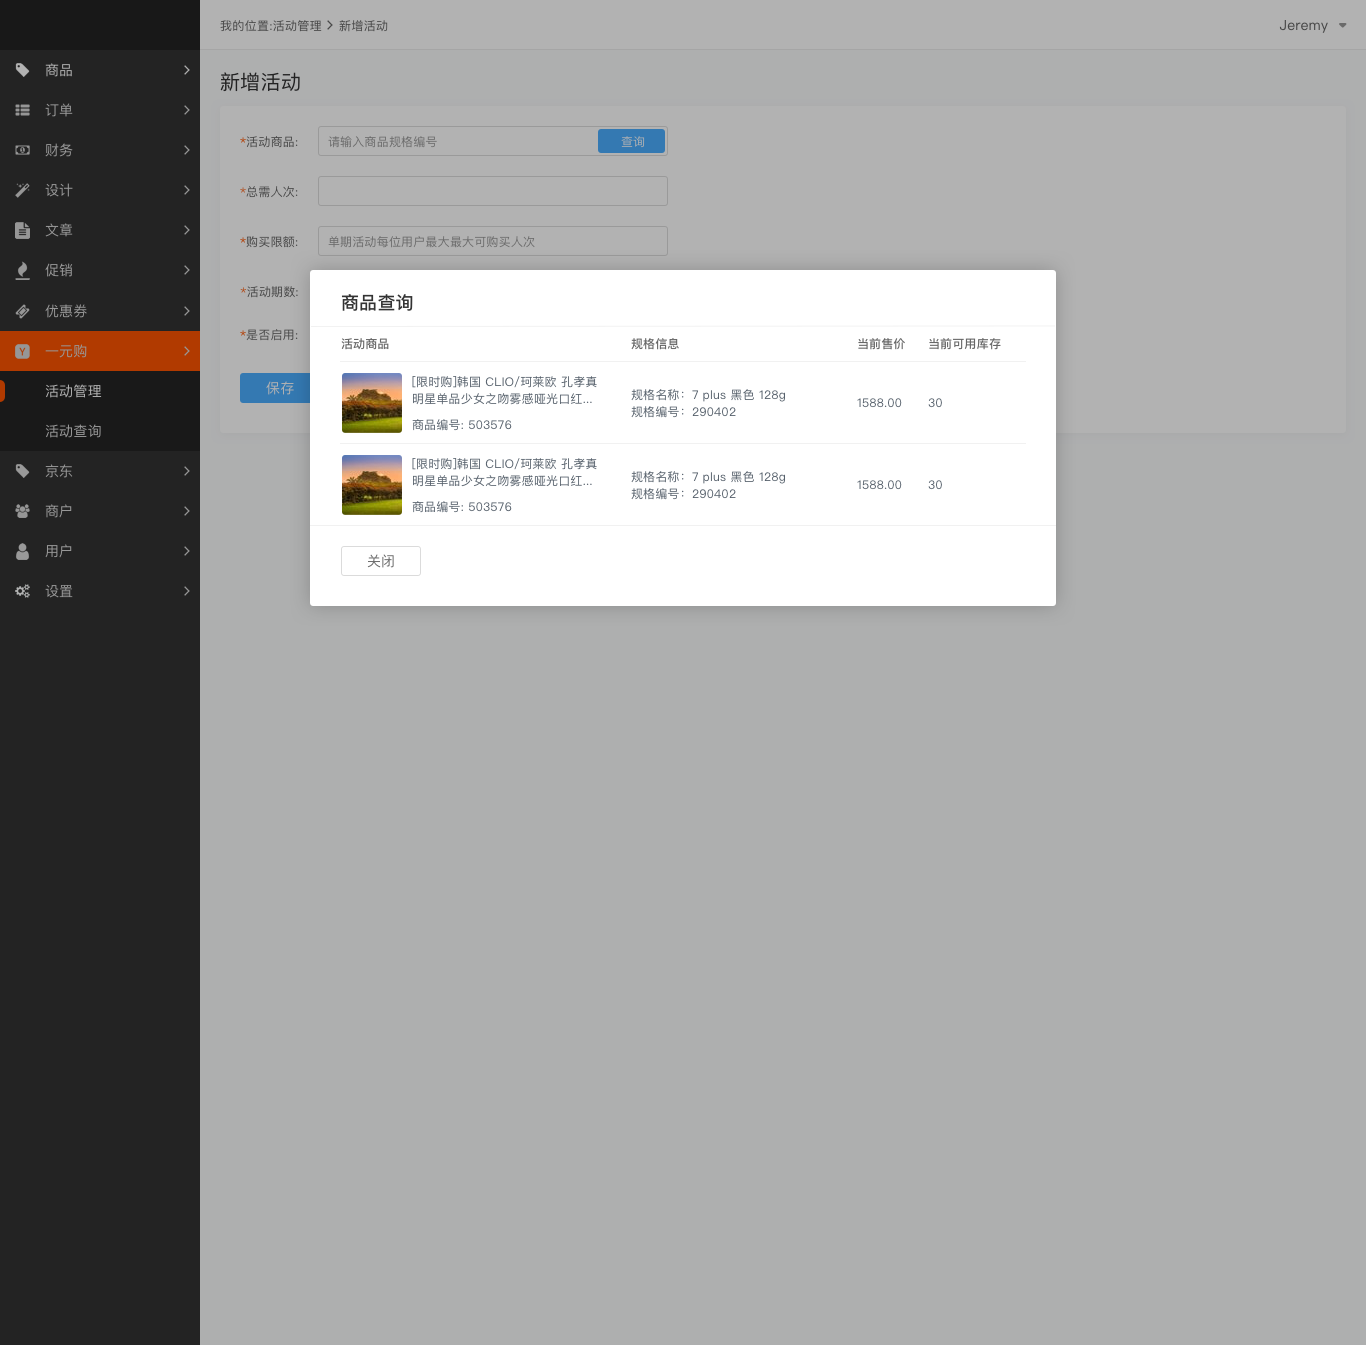 我的位置:活动管理 > 新增活动
Jeremy
商品
订单
财务
设计
文章
促销
优惠券
一元购
活动管理
活动查询
京东
商户
用户
设置
新增活动
*活动商品:
请输入商品规格编号
查询
*总需人次:
*购买限额:
单期活动每位用户最大最大可购买人次
*活动期数:
*是否启用:
保存
商品查询
活动商品 规格信息 当前售价 当前可用库存
[限时购]韩国 CLIO/珂莱欧 孔孝真
明星单品少女之吻雾感哑光口红...
商品编号: 503576
规格名称：7 plus 黑色 128g
规格编号：290402
1588.00
30
[限时购]韩国 CLIO/珂莱欧 孔孝真
明星单品少女之吻雾感哑光口红...
商品编号: 503576
规格名称：7 plus 黑色 128g
规格编号：290402
1588.00
30
关闭